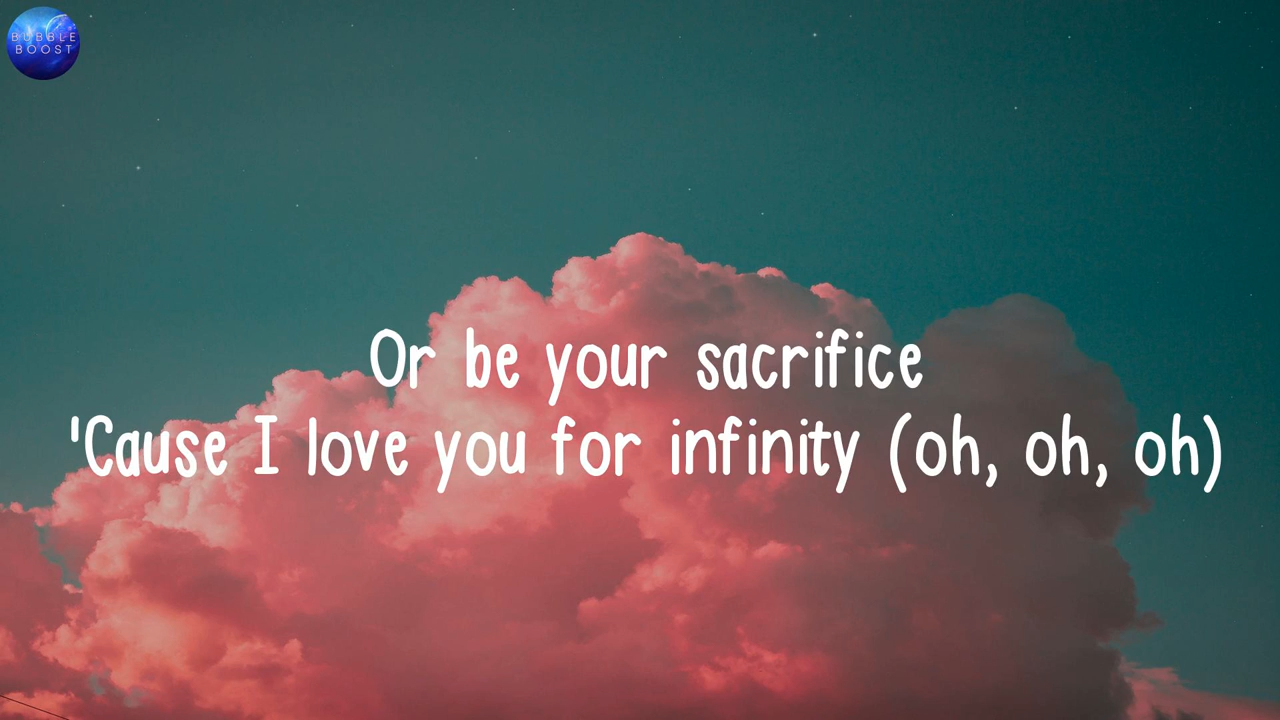 BUBBLE
BOOST
Or be your sacrifice
'Cause I love you for infinity (oh, oh, oh)